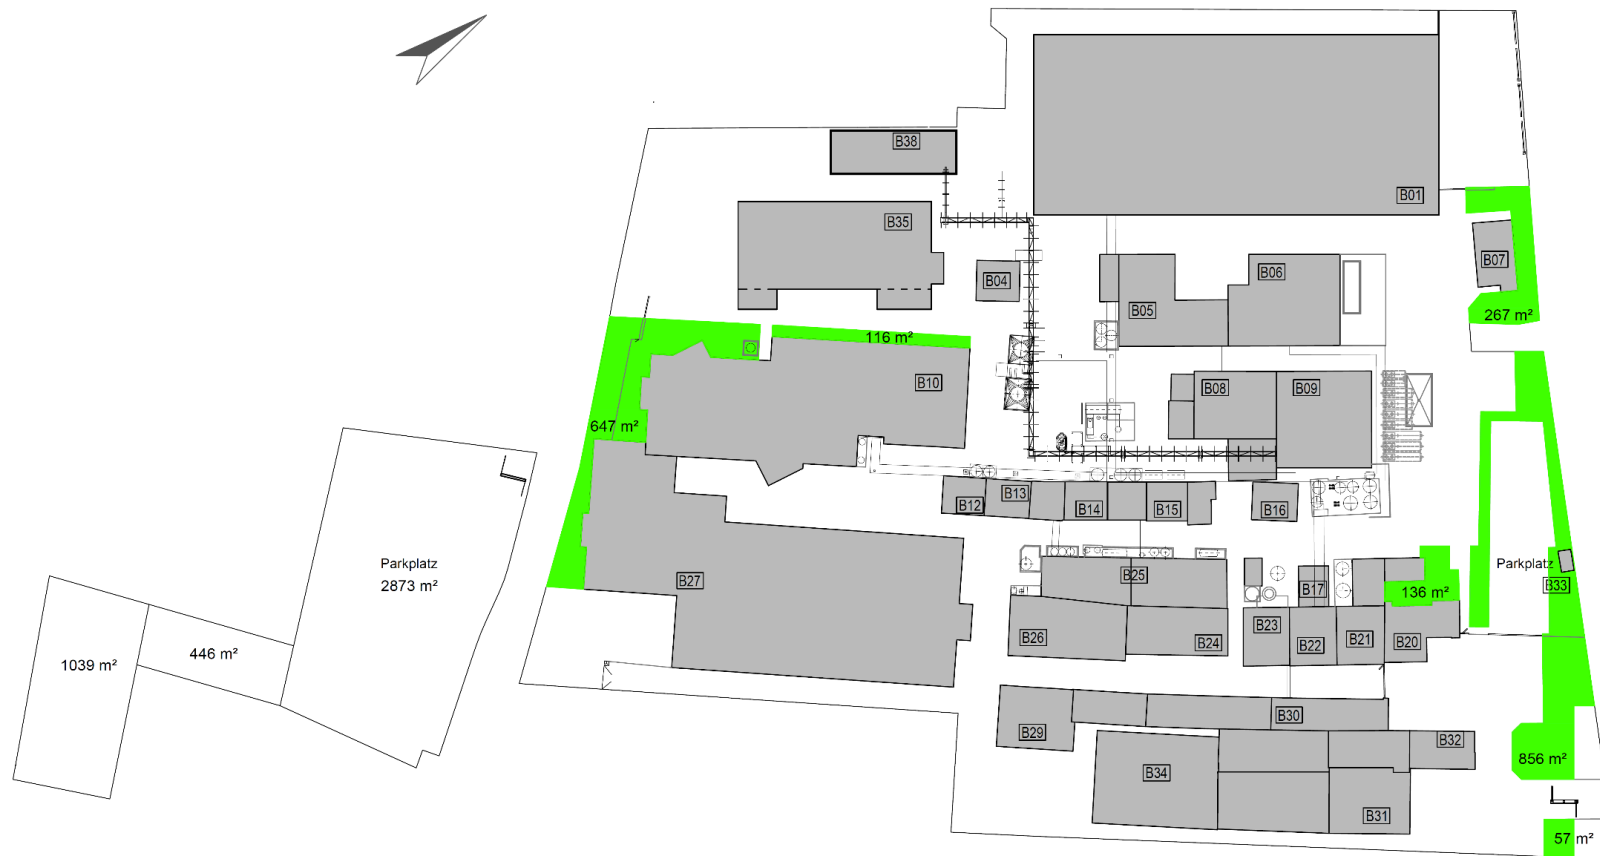 B38
B01
B35
B07
B06
B04
B05
267 m²
116 m²
B10
B08
B09
647 m²
B13
B12
B14
B15
B16
Parkplatz
2873 m²
B27
B25
B17
136 m²
Parkplatz
B33
B26
B24
B23
B22
B21
B20
1039 m²
446 m²
B29
B30
B32
B34
856 m²
B31
57 m²